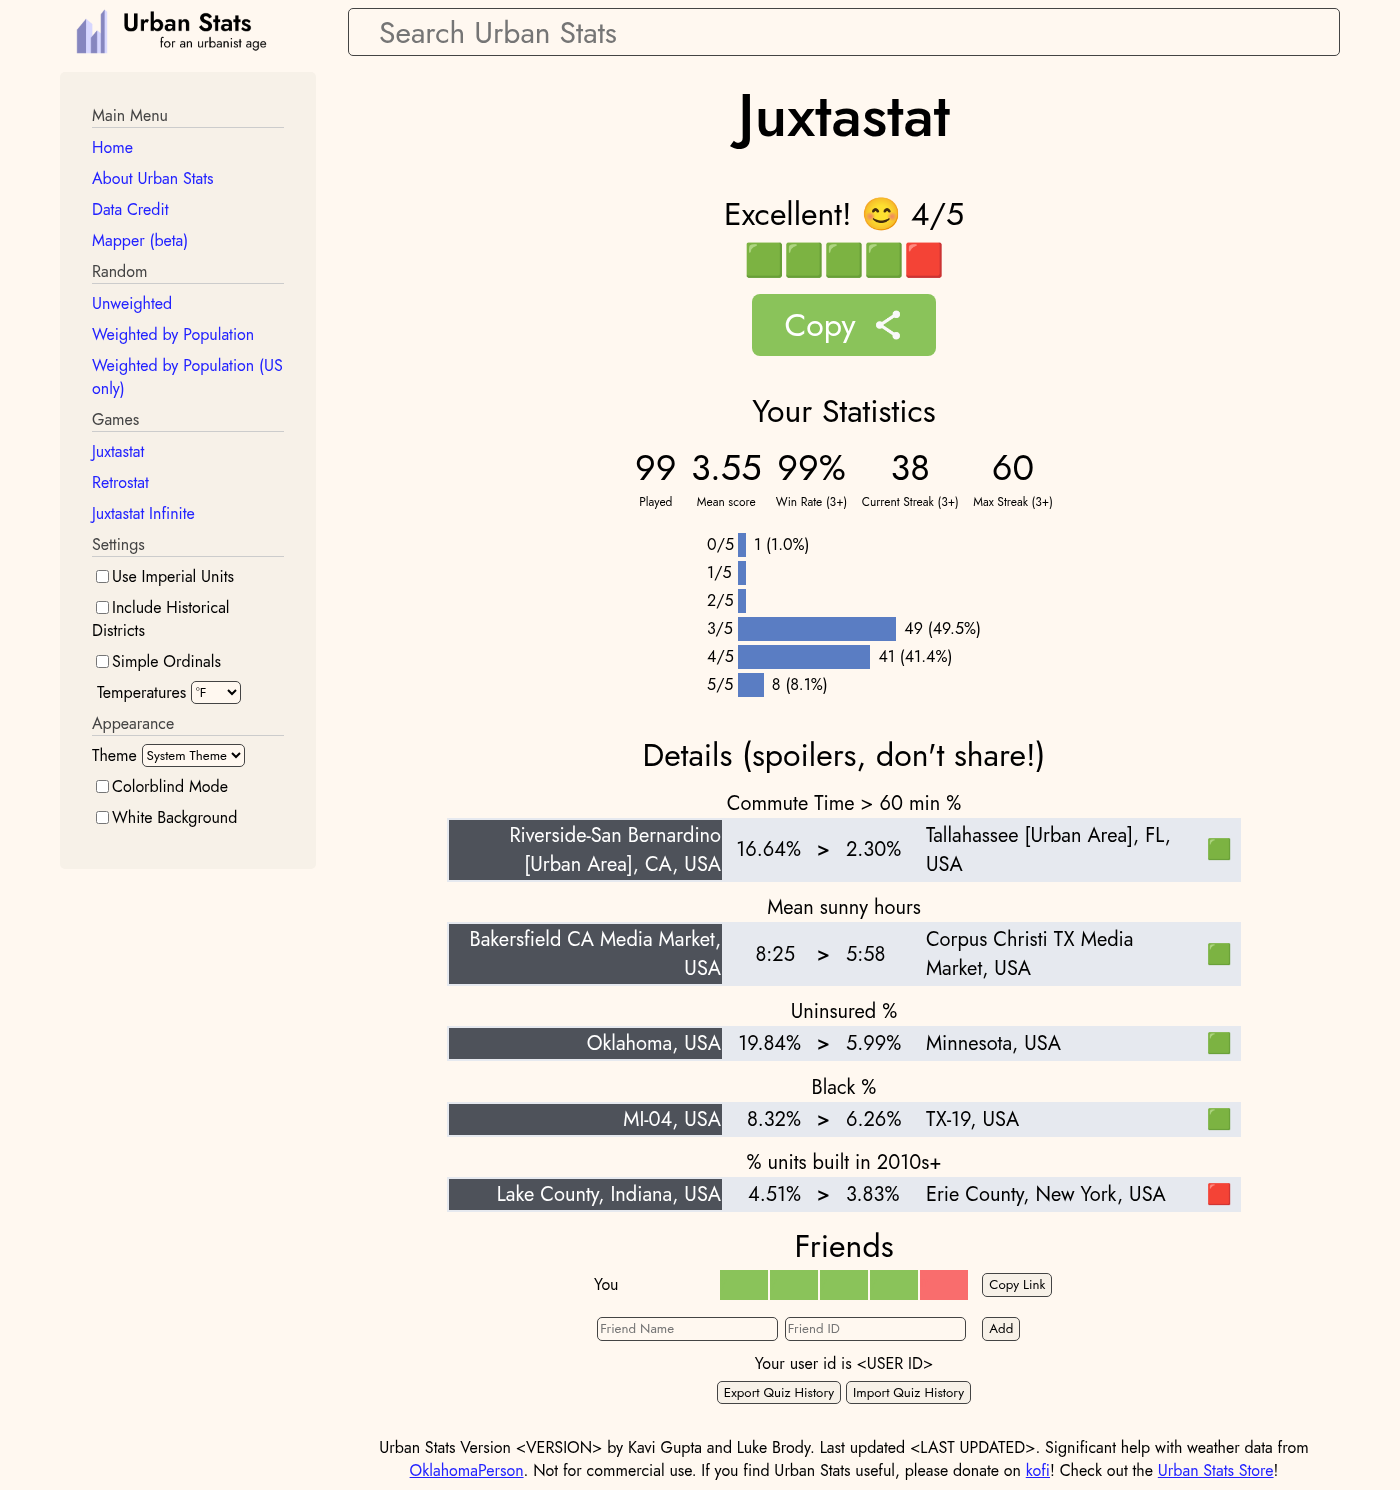 Urban Stats
for an urbanist age
Search Urban Stats
Main Menu
Home
About Urban Stats
Data Credit
Mapper (beta)
Random
Unweighted
Weighted by Population
Weighted by Population (US
only)
Games
Juxtastat
Retrostat
Juxtastat Infinite
Settings
Use Imperial Units
Include Historical
Districts
Simple Ordinals
Temperatures °F
Appearance
Theme System Theme
Colorblind Mode
White Background
Juxtastat
Excellent! 😊 4/5
🟩🟩🟩🟩🟥
Copy
Your Statistics
99 3.55 99% 38 60
Played Mean score Win Rate (3+) Current Streak (3+) Max Streak (3+)
0/5 1 (1.0%)
1/5
2/5
3/5 49 (49.5%)
4/5 41 (41.4%)
5/5 8 (8.1%)
Details (spoilers, don't share!)
Commute Time > 60 min %
Riverside-San Bernardino
[Urban Area], CA, USA
16.64% > 2.30%
Tallahassee [Urban Area], FL,
USA
🟩
Mean sunny hours
Bakersfield CA Media Market,
USA
8:25 > 5:58
Corpus Christi TX Media
Market, USA
🟩
Uninsured %
Oklahoma, USA 19.84% > 5.99% Minnesota, USA 🟩
Black %
MI-04, USA 8.32% > 6.26% TX-19, USA 🟩
% units built in 2010s+
Lake County, Indiana, USA 4.51% > 3.83% Erie County, New York, USA 🟥
Friends
You Copy Link
Friend Name Friend ID Add
Your user id is <USER ID>
Export Quiz History Import Quiz History
Urban Stats Version <VERSION> by Kavi Gupta and Luke Brody. Last updated <LAST UPDATED>. Significant help with weather data from
OklahomaPerson. Not for commercial use. If you find Urban Stats useful, please donate on kofi! Check out the Urban Stats Store!